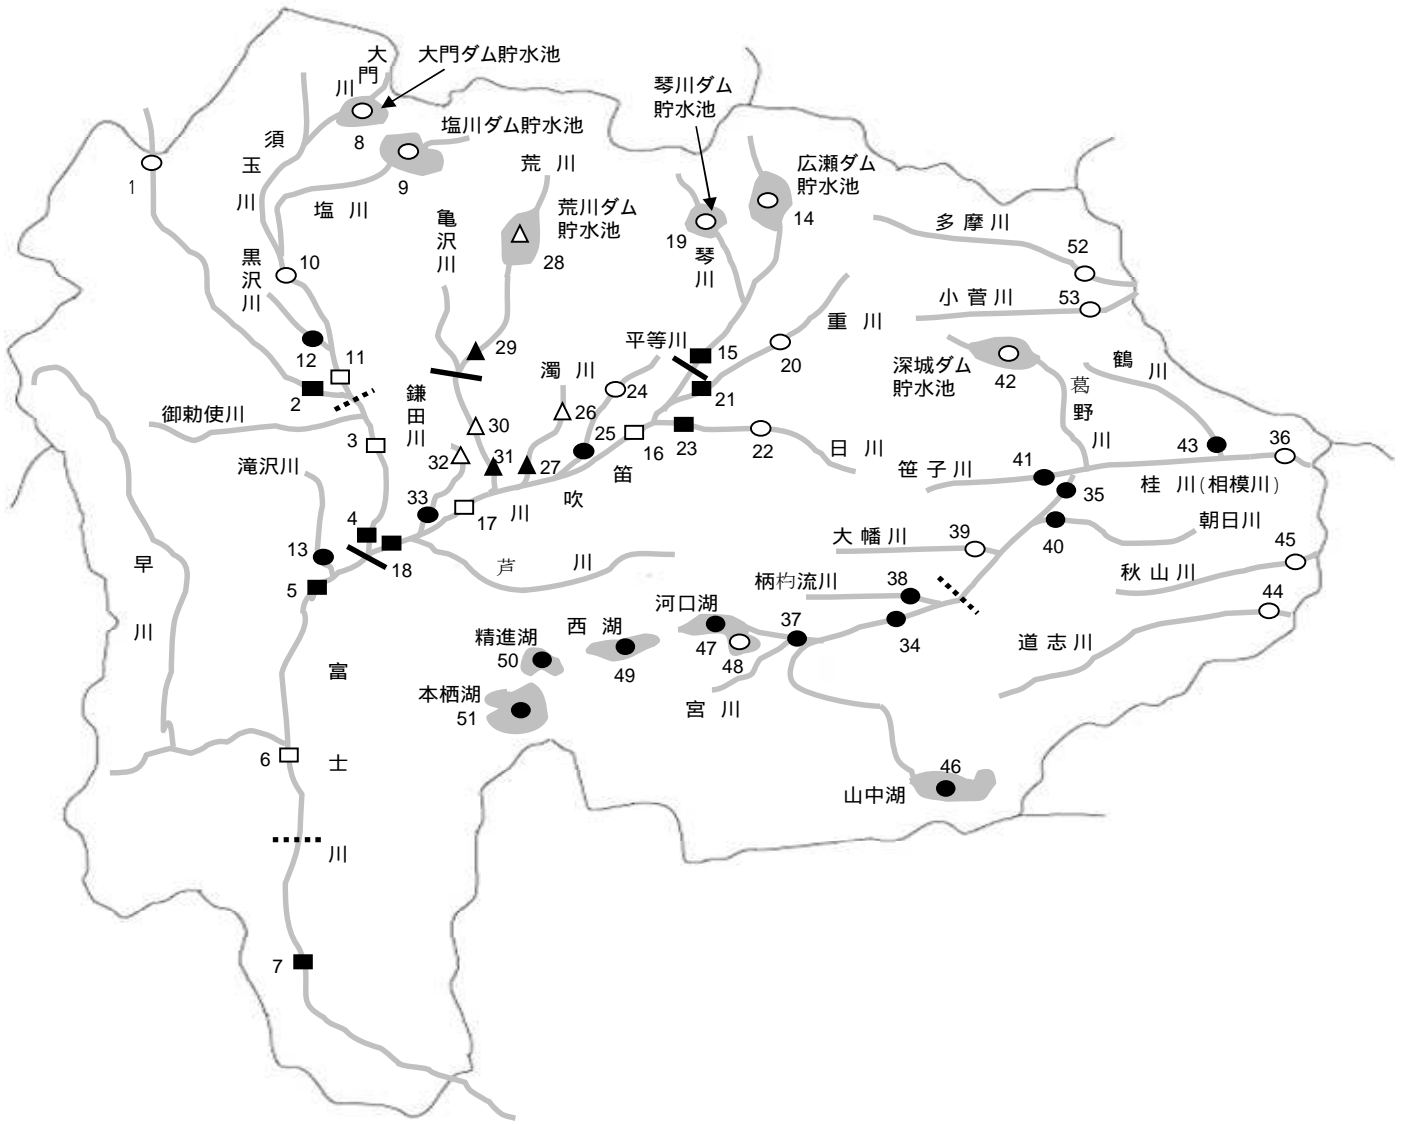 大門川
大門ダム貯水池
8
須玉川
塩川ダム貯水池
9
塩川
1
黒沢川
10
12
11
2
御勅使川
3
滝沢川
4
13
5
18
早川
富士川
6
7
亀沢川
荒川
荒川ダム
貯水池
28
29
30
31
鎌田川
32
33
17
濁川
26
27
平等川
24
25
16
笛吹川
芦川
琴川ダム
貯水池
19
琴川
広瀬ダム
貯水池
14
15
21
重川
20
23
22
日川
多摩川
52
小菅川
53
深城ダム
貯水池
42
葛野川
鶴川
43
36
笹子川
41
35
桂川(相模川)
40
朝日川
大幡川
39
柄杓流川
38
34
秋山川
45
44
道志川
河口湖
47
48
37
宮川
西湖
49
精進湖
50
本栖湖
51
山中湖
46